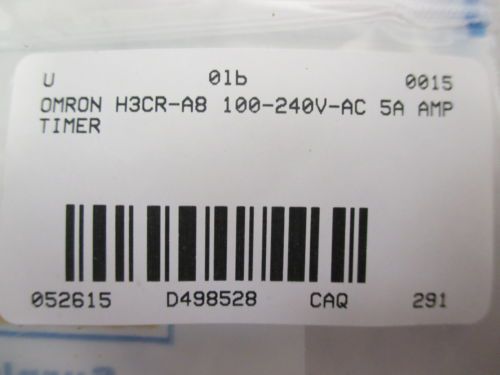 U 01b 0015
OMRON H3CR-A8 100-240V-AC 5A AMP
TIMER
052615 D498528 CAQ 291